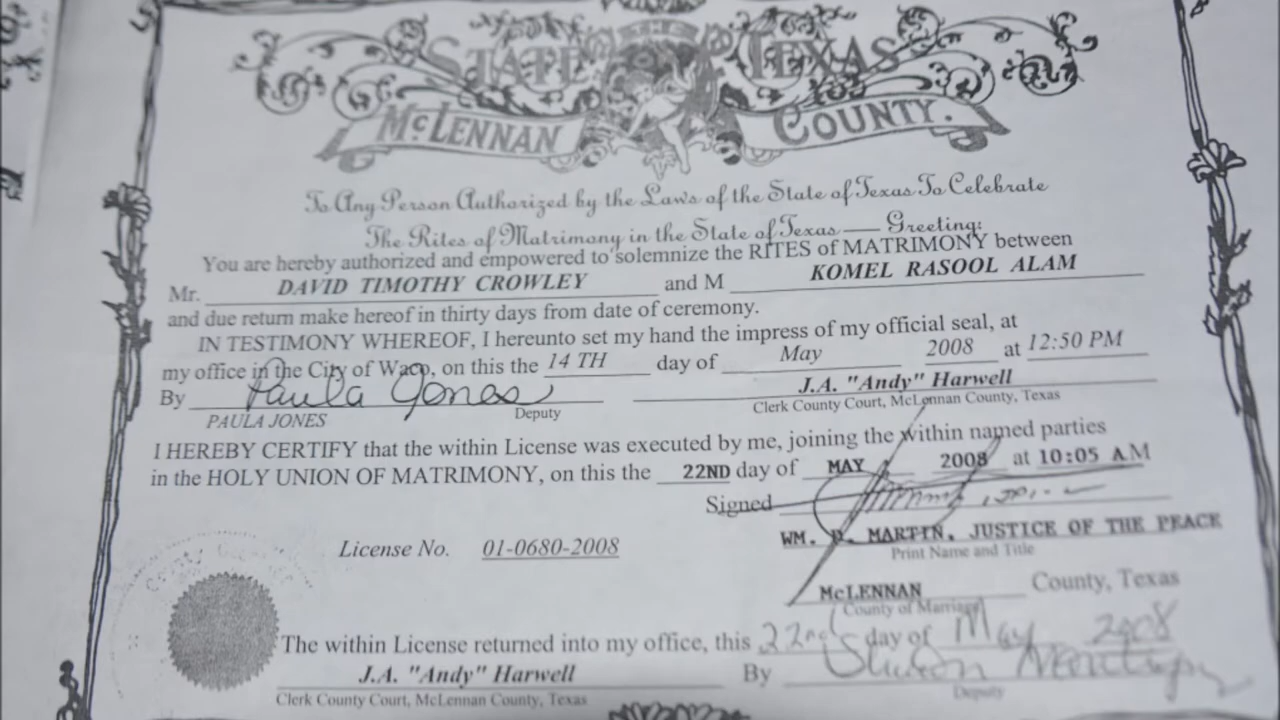 THE
STATE OF TEXAS
McLENNAN COUNTY.
To Any Person Authorized by the Laws of the State of Texas To Celebrate
The Rites of Matrimony in the State of Texas — Greeting:
You are hereby authorized and empowered to solemnize the RITES of MATRIMONY between
Mr. DAVID TIMOTHY CROWLEY and M KOMEL RASOOL ALAM
and due return make hereof in thirty days from date of ceremony.
IN TESTIMONY WHEREOF, I hereunto set my hand the impress of my official seal, at
my office in the City of Waco, on this the 14 TH day of May 2008 at 12:50 PM
By Paula Jones J.A. "Andy" Harwell
PAULA JONES Deputy Clerk County Court, McLennan County, Texas
I HEREBY CERTIFY that the within License was executed by me, joining the within named parties
in the HOLY UNION OF MATRIMONY, on this the 22ND day of MAY 2008 at 10:05 A.M
Signed
WM. P. MARTIN, JUSTICE OF THE PEACE
License No. 01-0680-2008
Print Name and Title
McLENNAN County, Texas
County of Marriage
The within License returned into my office, this 22nd day of May 2008
J.A. "Andy" Harwell By
Clerk County Court, McLennan County, Texas Deputy